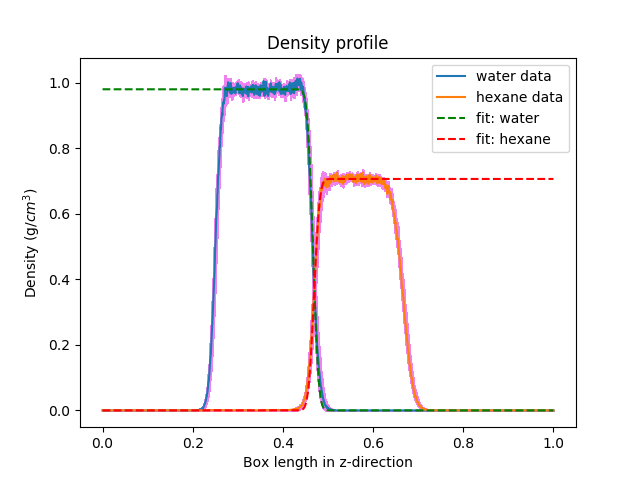 Density profile
water data
hexane data
fit: water
fit: hexane
Density (g/cm³)
1.0
0.8
0.6
0.4
0.2
0.0
0.0 0.2 0.4 0.6 0.8 1.0
Box length in z-direction